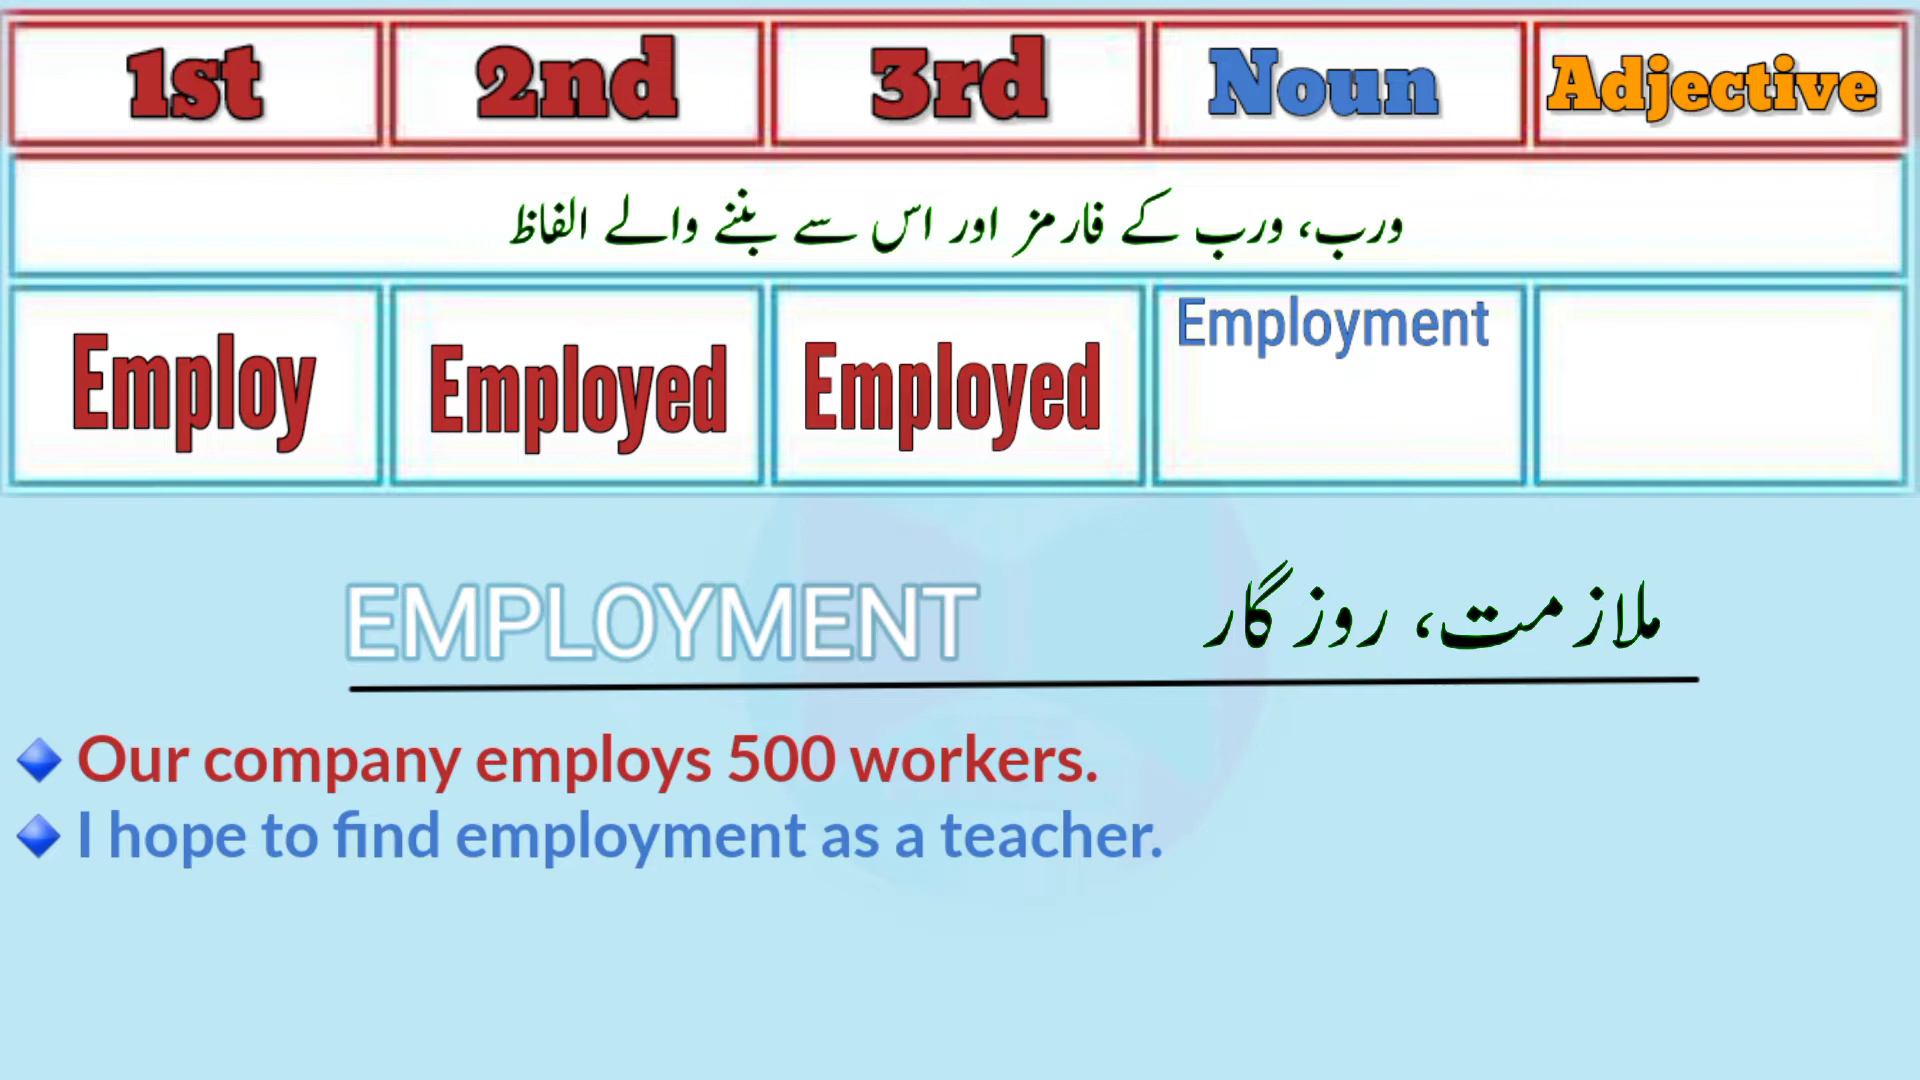 1st 2nd 3rd Noun Adjective
ورب، ورب کے فارمز اور اس سے بننے والے الفاظ
Employ Employed Employed Employment
EMPLOYMENT ملازمت، روزگار
Our company employs 500 workers.
I hope to find employment as a teacher.